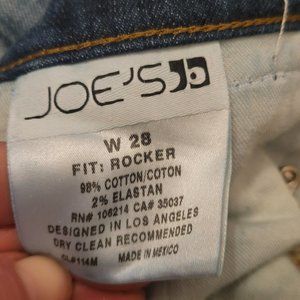 JOE'S
W 28
FIT: ROCKER
98% COTTON/COTON
2% ELASTAN
RN# 106214 CA# 35037
DESIGNED IN LOS ANGELES
DRY CLEAN RECOMMENDED
MADE IN MEXICO